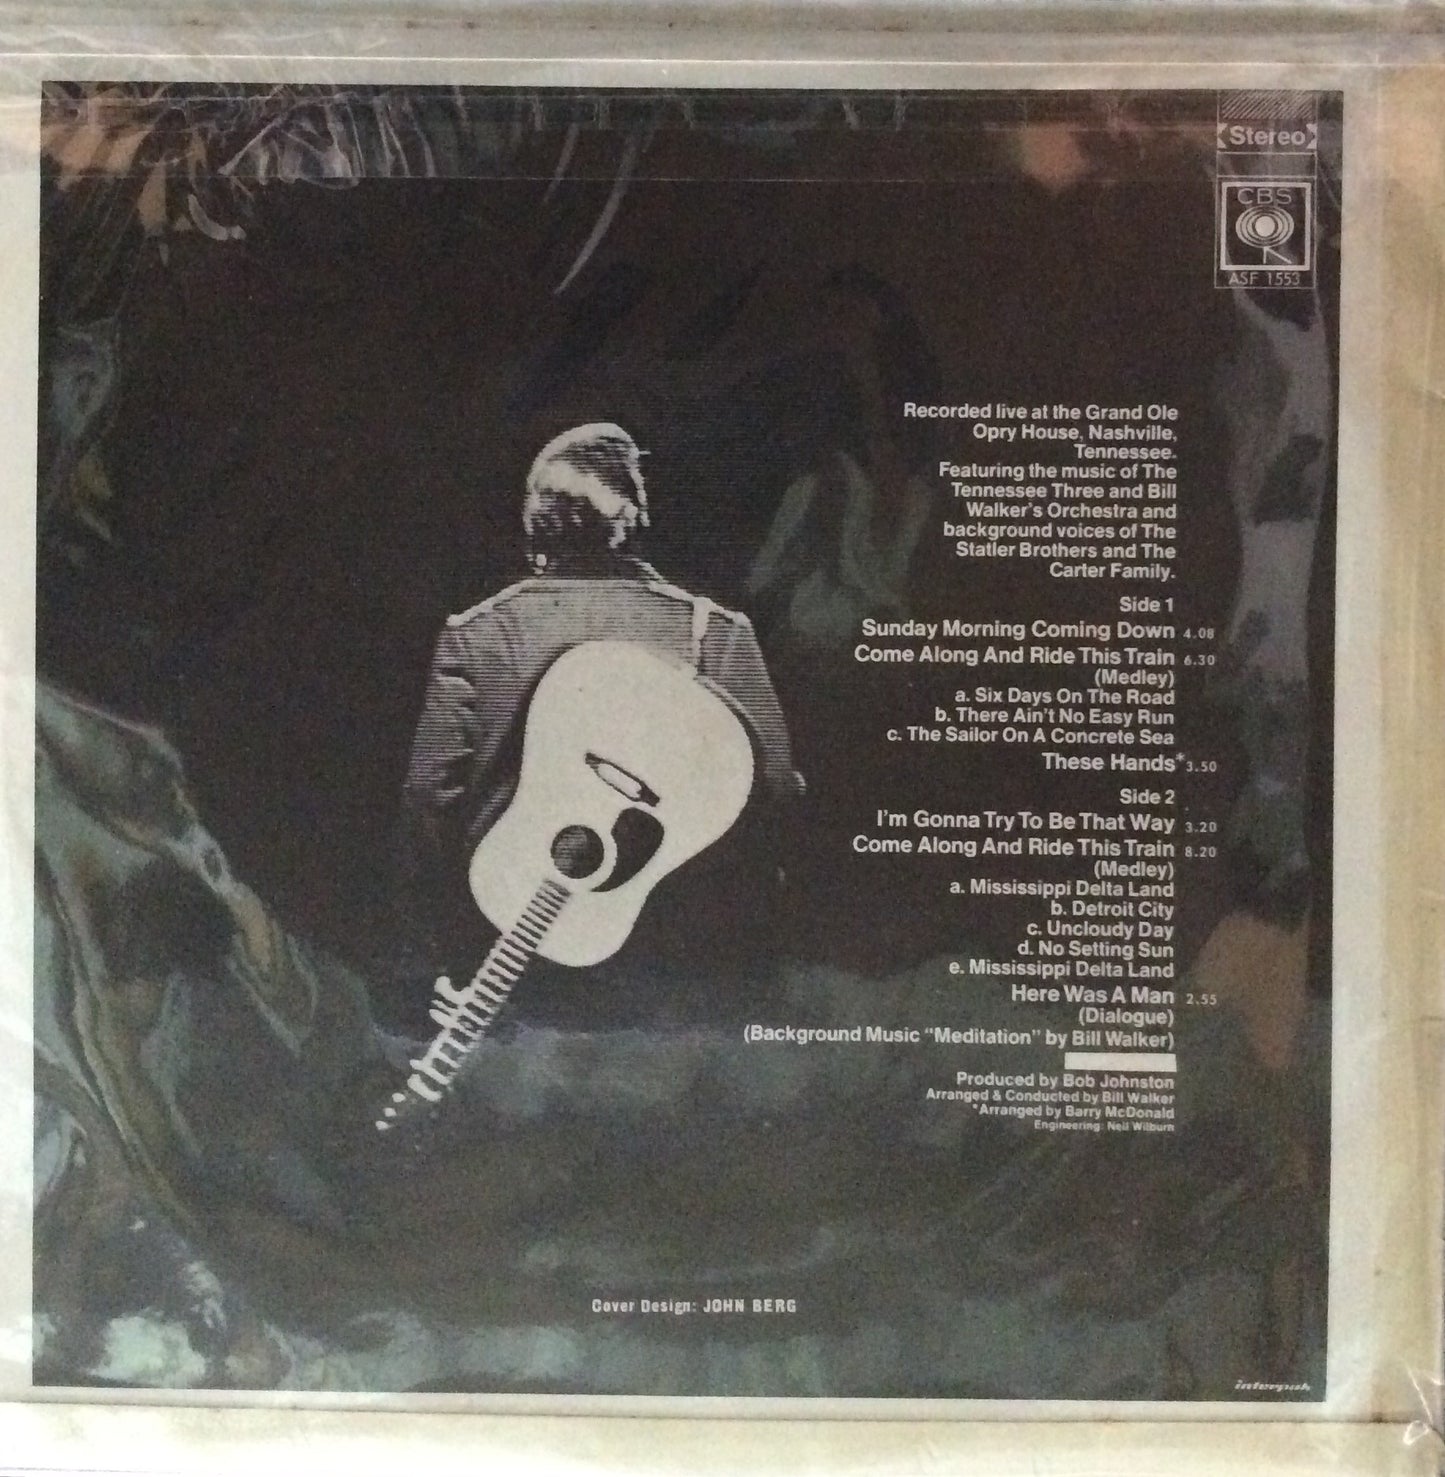 Stereo
CBS
ASF 1553
Recorded live at the Grand Ole
Opry House, Nashville,
Tennessee.
Featuring the music of The
Tennessee Three and Bill
Walker's Orchestra and
background voices of The
Statler Brothers and The
Carter Family.
Side 1
Sunday Morning Coming Down 4.08
Come Along And Ride This Train 6.30
(Medley)
a. Six Days On The Road
b. There Ain't No Easy Run
c. The Sailor On A Concrete Sea
These Hands* 3.50
Side 2
I'm Gonna Try To Be That Way 3.20
Come Along And Ride This Train 8.20
(Medley)
a. Mississippi Delta Land
b. Detroit City
c. Uncloudy Day
d. No Setting Sun
e. Mississippi Delta Land
Here Was A Man 2.55
(Dialogue)
(Background Music "Meditation" by Bill Walker)
Produced by Bob Johnston
Arranged & Conducted by Bill Walker
*Arranged by Barry McDonald
Engineering: Neil Wilburn
Cover Design: JOHN BERG